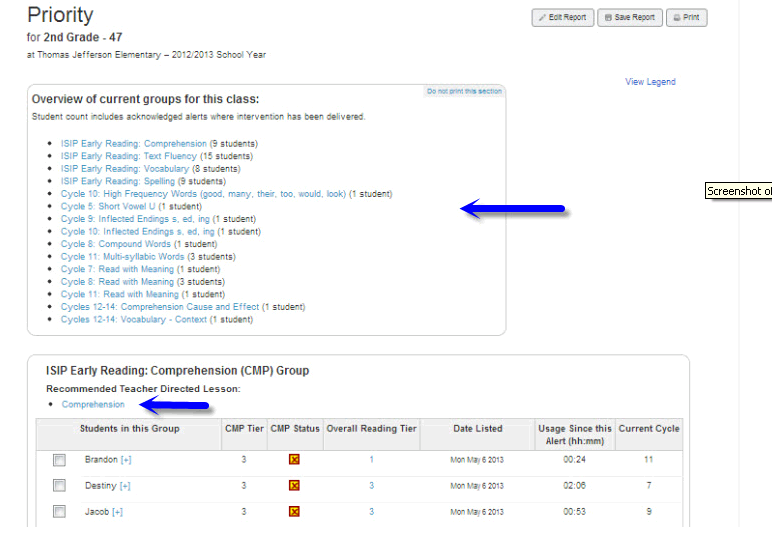 Priority
Edit Report
Save Report
Print
for 2nd Grade - 47
at Thomas Jefferson Elementary – 2012/2013 School Year
View Legend
Do not print this section
Overview of current groups for this class:
Student count includes acknowledged alerts where intervention has been delivered.
ISIP Early Reading: Comprehension (9 students)
ISIP Early Reading: Text Fluency (15 students)
ISIP Early Reading: Vocabulary (8 students)
ISIP Early Reading: Spelling (9 students)
Cycle 10: High Frequency Words (good, many, their, too, would, look) (1 student)
Cycle 5: Short Vowel U (1 student)
Cycle 9: Inflected Endings s, ed, ing (1 student)
Cycle 10: Inflected Endings s, ed, ing (1 student)
Cycle 8: Compound Words (1 student)
Cycle 11: Multi-syllabic Words (3 students)
Cycle 7: Read with Meaning (1 student)
Cycle 8: Read with Meaning (3 students)
Cycle 11: Read with Meaning (1 student)
Cycles 12-14: Comprehension Cause and Effect (1 student)
Cycles 12-14: Vocabulary - Context (1 student)
Screenshot of
ISIP Early Reading: Comprehension (CMP) Group
Recommended Teacher Directed Lesson:
Comprehension
Students in this Group CMP Tier CMP Status Overall Reading Tier Date Listed Usage Since this Current Cycle
Alert (hh:mm)
Brandon [+] 3 1 Mon May 6 2013 00:24 11
Destiny [+] 3 3 Mon May 6 2013 02:06 7
Jacob [+] 3 3 Mon May 6 2013 00:53 9